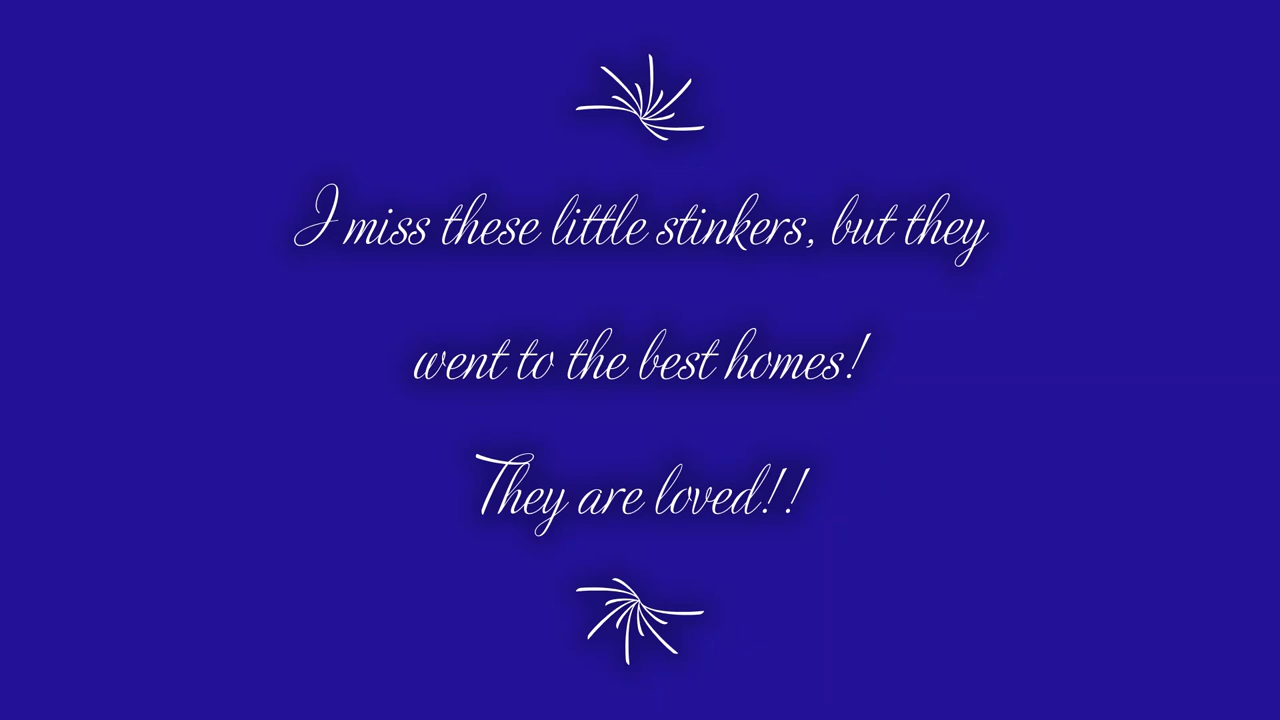 I miss these little stinkers, but they
went to the best homes!
They are loved!!